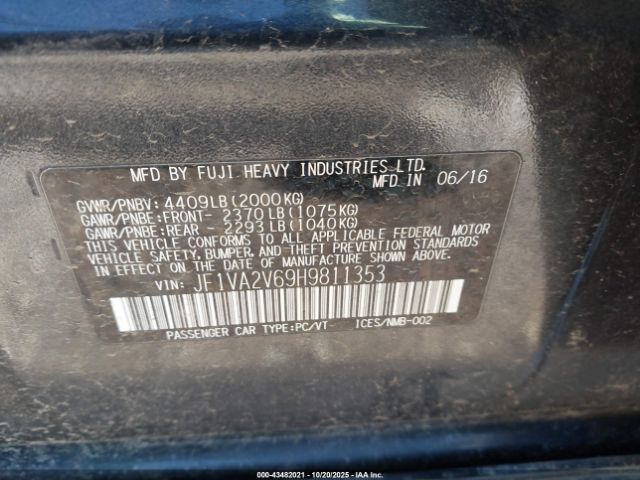 MFD BY FUJI HEAVY INDUSTRIES LTD.
MFD IN 06/16
GVWR/PNBV: 4409LB(2000KG)
GAWR/PNBE:FRONT- 2370LB(1075KG)
GAWR/PNBE:REAR - 2293LB(1040KG)
THIS VEHICLE CONFORMS TO ALL APPLICABLE FEDERAL MOTOR
VEHICLE SAFETY, BUMPER, AND THEFT PREVENTION STANDARDS
IN EFFECT ON THE DATE OF MANUFACTURE SHOWN ABOVE.
VIN: JF1VA2V69H9811353
PASSENGER CAR TYPE:PC/VT ICES/NMB-002
000-43482021 - 10/20/2025 - IAA Inc.